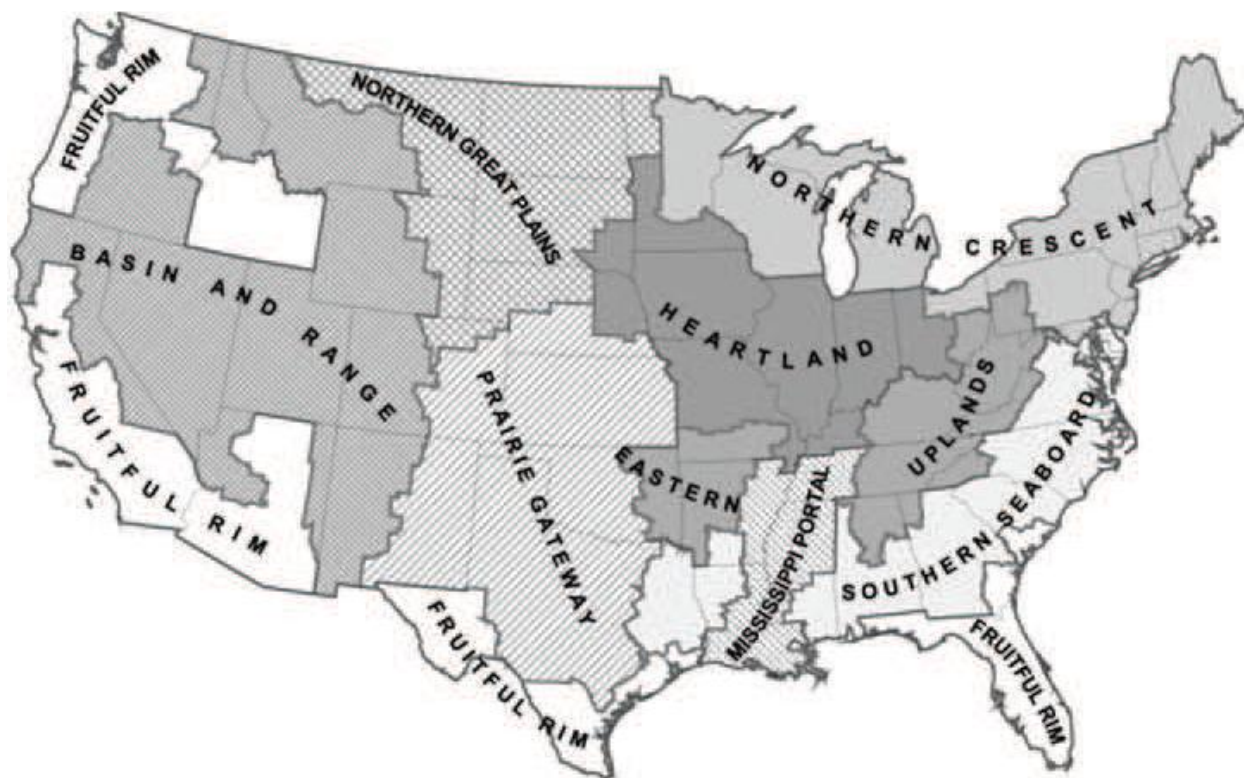 FRUITFUL RIM
NORTHERN GREAT PLAINS
NORTHERN CRESCENT
BASIN AND RANGE
HEARTLAND
FRUITFUL RIM
PRAIRIE GATEWAY
EASTERN UPLANDS
MISSISSIPPI PORTAL
SOUTHERN SEABOARD
FRUITFUL RIM
FRUITFUL RIM